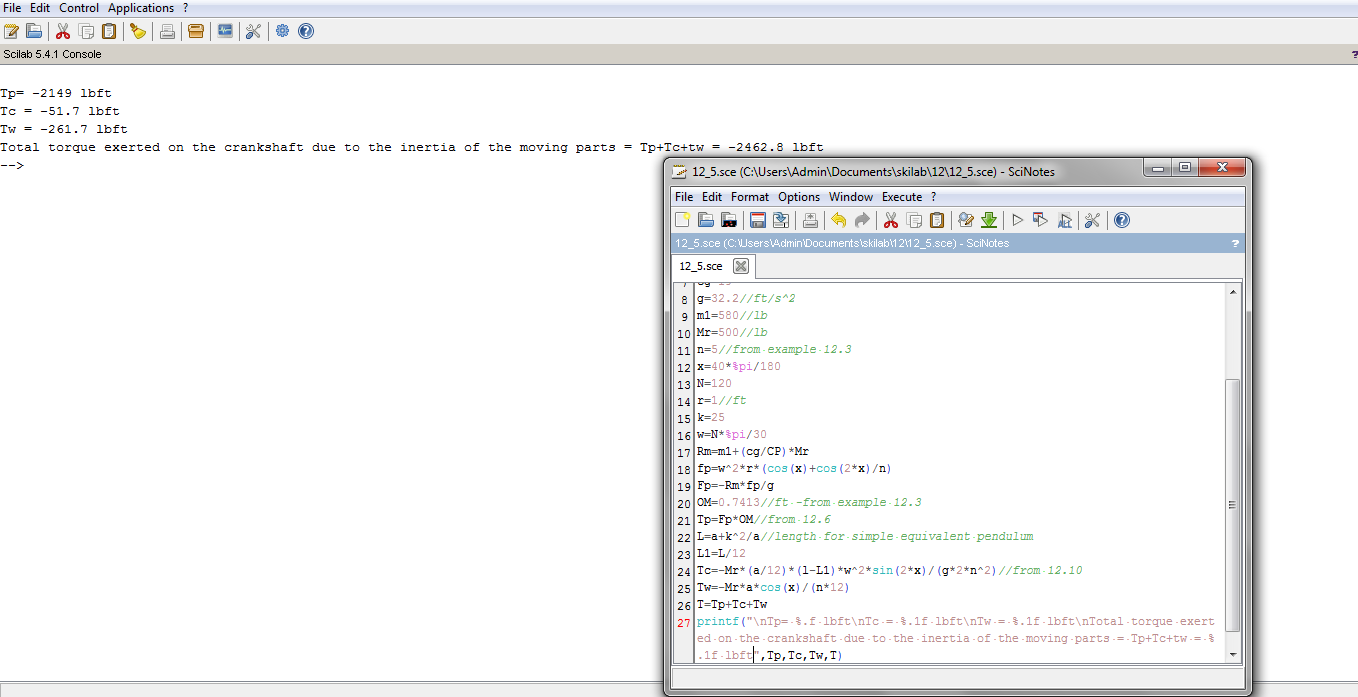 File Edit Control Applications ?
Scilab 5.4.1 Console
?
Tp= -2149 lbft
Tc = -51.7 lbft
Tw = -261.7 lbft
Total torque exerted on the crankshaft due to the inertia of the moving parts = Tp+Tc+tw = -2462.8 lbft
-->
12_5.sce (C:\Users\Admin\Documents\skilab\12\12_5.sce) - SciNotes
File Edit Format Options Window Execute ?
12_5.sce (C:\Users\Admin\Documents\skilab\12\12_5.sce) - SciNotes
?
12_5.sce
8 g=32.2//ft/s^2
9 m1=580//lb
10 Mr=500//lb
11 n=5//from example 12.3
12 x=40*%pi/180
13 N=120
14 r=1//ft
15 k=25
16 w=N*%pi/30
17 Rm=m1+(cg/CP)*Mr
18 fp=w^2*r*(cos(x)+cos(2*x)/n)
19 Fp=-Rm*fp/g
20 OM=0.7413//ft -from example 12.3
21 Tp=Fp*OM//from 12.6
22 L=a+k^2/a//length for simple equivalent pendulum
23 L1=L/12
24 Tc=-Mr*(a/12)*(l-L1)*w^2*sin(2*x)/(g*2*n^2)//from 12.10
25 Tw=-Mr*a*cos(x)/(n*12)
26 T=Tp+Tc+Tw
27 printf("\nTp= %.f lbft\nTc = %.1f lbft\nTw = %.1f lbft\nTotal torque exert
ed on the crankshaft due to the inertia of the moving parts = Tp+Tc+tw = %
.1f lbft",Tp,Tc,Tw,T)